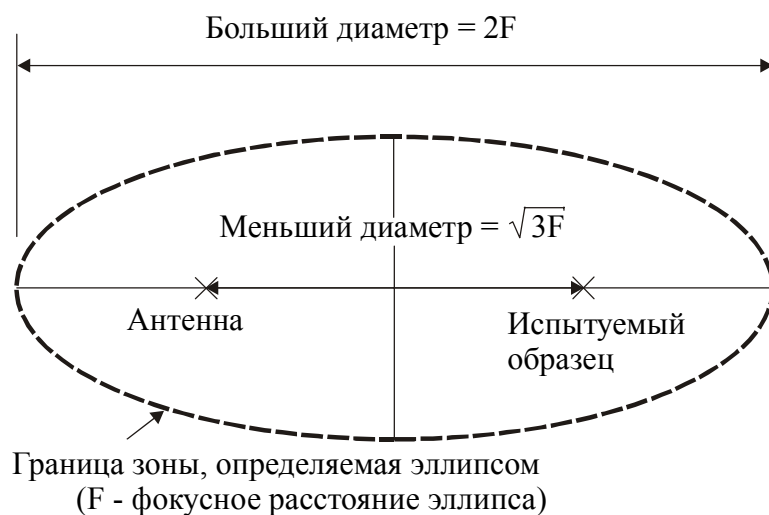 Больший диаметр = 2F
Меньший диаметр = √3F
Антенна
Испытуемый
образец
Граница зоны, определяемая эллипсом
(F - фокусное расстояние эллипса)